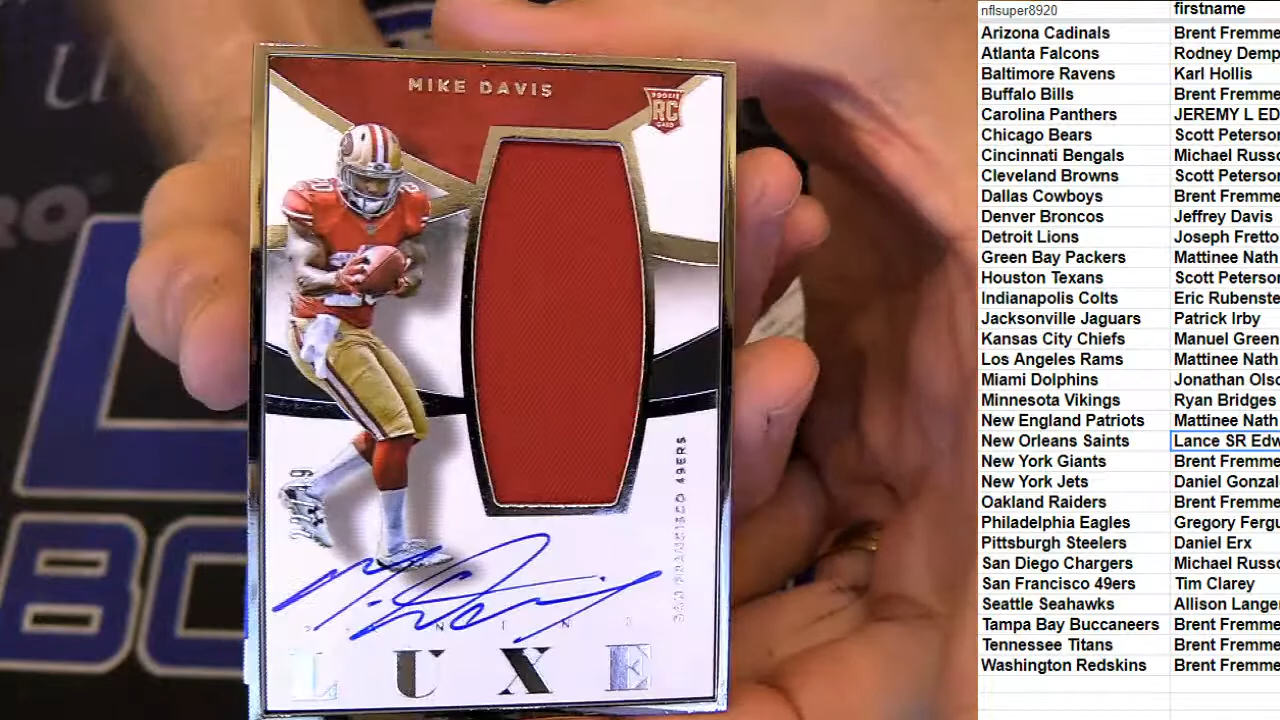 MIKE DAVIS
ROOKIE
RC
CARD
SAN FRANCISCO 49ERS
LUXE
nflsuper8920 firstname
Arizona Cadinals Brent Fremme
Atlanta Falcons Rodney Demp
Baltimore Ravens Karl Hollis
Buffalo Bills Brent Fremme
Carolina Panthers JEREMY L ED
Chicago Bears Scott Peterson
Cincinnati Bengals Michael Russo
Cleveland Browns Scott Peterson
Dallas Cowboys Brent Fremme
Denver Broncos Jeffrey Davis
Detroit Lions Joseph Fretto
Green Bay Packers Mattinee Nath
Houston Texans Scott Peterson
Indianapolis Colts Eric Rubenste
Jacksonville Jaguars Patrick Irby
Kansas City Chiefs Manuel Green
Los Angeles Rams Mattinee Nath
Miami Dolphins Jonathan Olso
Minnesota Vikings Ryan Bridges
New England Patriots Mattinee Nath
New Orleans Saints Lance SR Edw
New York Giants Brent Fremme
New York Jets Daniel Gonzal
Oakland Raiders Brent Fremme
Philadelphia Eagles Gregory Fergu
Pittsburgh Steelers Daniel Erx
San Diego Chargers Michael Russo
San Francisco 49ers Tim Clarey
Seattle Seahawks Allison Lange
Tampa Bay Buccaneers Brent Fremme
Tennessee Titans Brent Fremme
Washington Redskins Brent Fremme